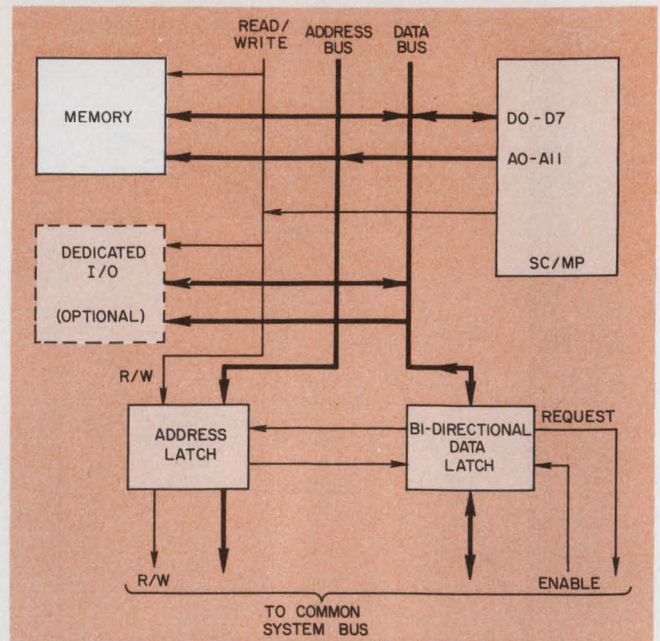 READ/
WRITE
ADDRESS
BUS
DATA
BUS
MEMORY
D0 - D7
A0-A11
SC/MP
DEDICATED
I/O
(OPTIONAL)
R/W
ADDRESS
LATCH
BI-DIRECTIONAL
DATA
LATCH
REQUEST
R/W
ENABLE
TO COMMON
SYSTEM BUS